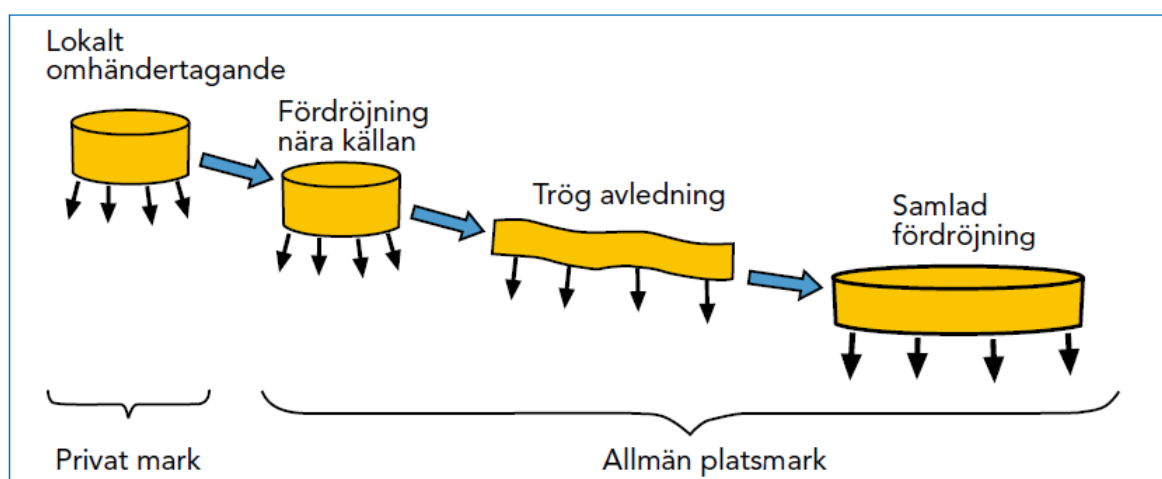 Lokalt
omhändertagande
Fördröjning
nära källan
Trög avledning
Samlad
fördröjning
Privat mark
Allmän platsmark